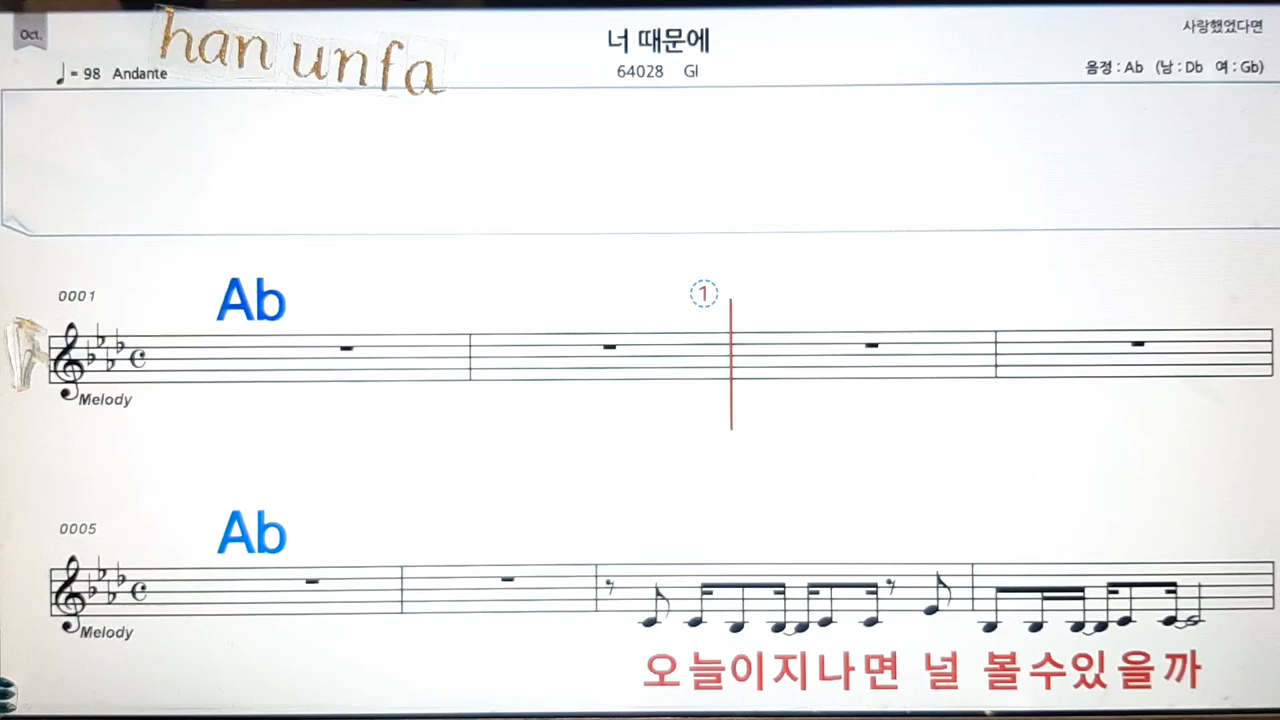 Oct.
han unfa
너 때문에
사랑했었다면
♩= 98 Andante
64028 GI
음정 : Ab (남 : Db 여 : Gb)
0001
Ab
1
Melody
0005
Ab
Melody
오늘이지나면 널 볼수있을까